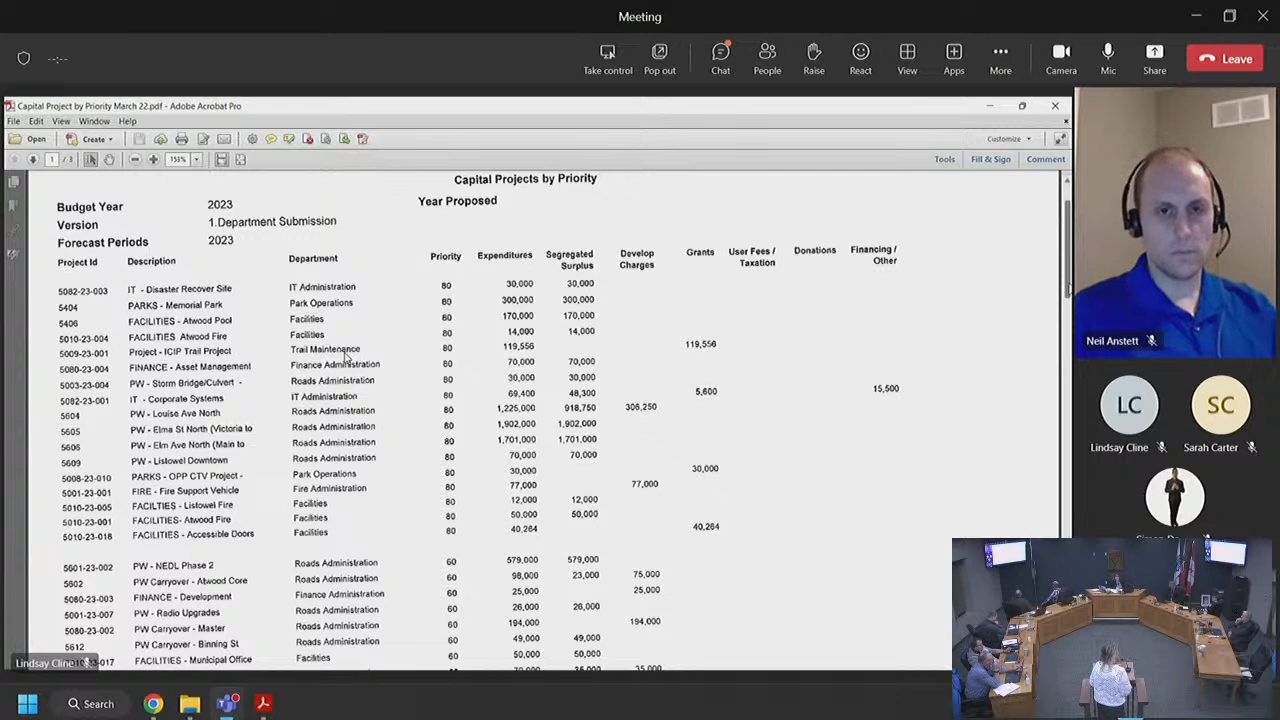 Meeting
--:--
Take control
Pop out
Chat
People
Raise
React
View
Apps
More
Camera
Mic
Share
Leave
Capital Project by Priority March 22.pdf - Adobe Acrobat Pro
File Edit View Window Help
Open Create Customize
1 / 3 153% Tools Fill & Sign Comment
Capital Projects by Priority
Budget Year 2023 Year Proposed
Version 1.Department Submission
Forecast Periods 2023
Project Id Description Department Priority Expenditures Segregated Surplus Develop Charges Grants User Fees / Taxation Donations Financing / Other
5082-23-003 IT - Disaster Recover Site IT Administration 80 30,000 30,000
5404 PARKS - Memorial Park Park Operations 80 300,000 300,000
5406 FACILITIES - Atwood Pool Facilities 80 170,000 170,000
5010-23-004 FACILITIES Atwood Fire Facilities 80 14,000 14,000
5009-23-001 Project - ICIP Trail Project Trail Maintenance 80 119,556 119,556
5080-23-004 FINANCE - Asset Management Finance Administration 80 70,000 70,000
5003-23-004 PW - Storm Bridge/Culvert - Roads Administration 80 30,000 30,000
5082-23-001 IT - Corporate Systems IT Administration 80 69,400 48,300 5,600 15,500
5604 PW - Louise Ave North Roads Administration 80 1,225,000 918,750 306,250
5605 PW - Elma St North (Victoria to Roads Administration 80 1,902,000 1,902,000
5606 PW - Elm Ave North (Main to Roads Administration 80 1,701,000 1,701,000
5609 PW - Listowel Downtown Roads Administration 80 70,000 70,000
5008-23-010 PARKS - OPP CTV Project - Park Operations 80 30,000 30,000
5001-23-001 FIRE - Fire Support Vehicle Fire Administration 80 77,000 77,000
5010-23-005 FACILTIES - Listowel Fire Facilities 80 12,000 12,000
5010-23-001 FACILITIES- Atwood Fire Facilities 80 50,000 50,000
5010-23-018 FACILITIES - Accessible Doors Facilities 80 40,264 40,264
5601-23-002 PW - NEDL Phase 2 Roads Administration 60 579,000 579,000
5602 PW Carryover - Atwood Core Roads Administration 60 98,000 23,000 75,000
5080-23-003 FINANCE - Development Finance Administration 60 25,000 25,000
5001-23-007 PW - Radio Upgrades Roads Administration 60 26,000 26,000
5080-23-002 PW Carryover - Master Roads Administration 60 194,000 194,000
5612 PW Carryover - Binning St Roads Administration 60 49,000 49,000
017 FACILITIES - Municipal Office Facilities 60 50,000 50,000
70,000 35,000 35,000
Lindsay Cline
Neil Anstett
LC
SC
Lindsay Cline
Sarah Carter
Search